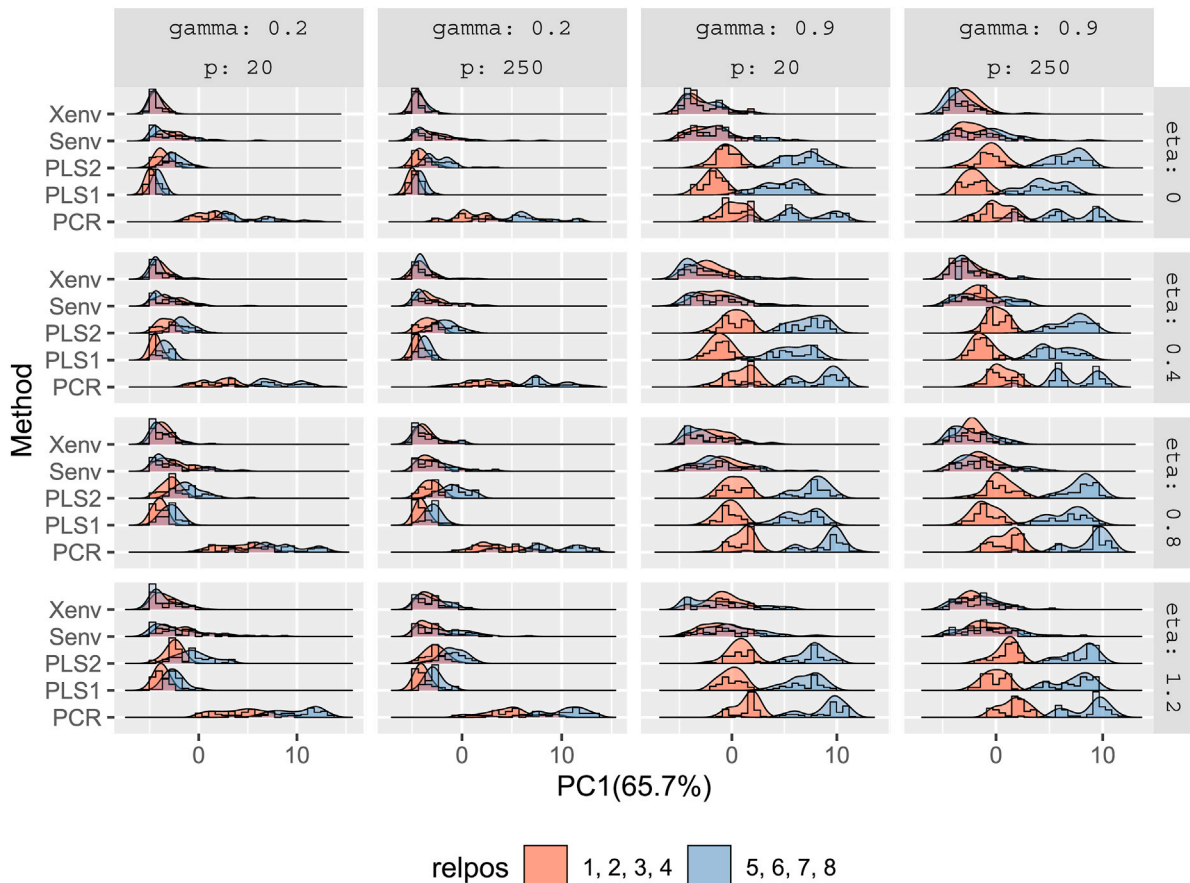 gamma: 0.2 gamma: 0.2 gamma: 0.9 gamma: 0.9
p: 20 p: 250 p: 20 p: 250
Xenv
Senv
PLS2
PLS1
PCR
eta: 0
Xenv
Senv
PLS2
PLS1
PCR
eta: 0.4
Xenv
Senv
PLS2
PLS1
PCR
eta: 0.8
Xenv
Senv
PLS2
PLS1
PCR
eta: 1.2
Method
0 10 0 10 0 10 0 10
PC1(65.7%)
relpos 1, 2, 3, 4 5, 6, 7, 8